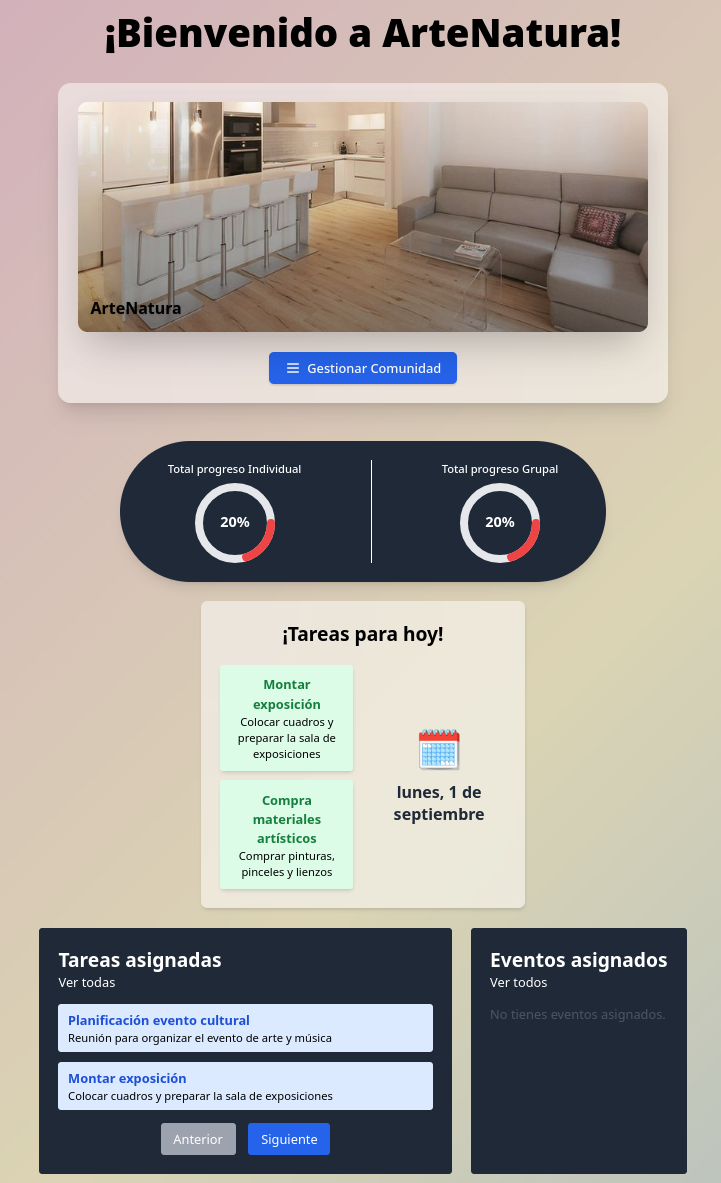 ¡Bienvenido a ArteNatura!
ArteNatura
Gestionar Comunidad
Total progreso Individual
20%
Total progreso Grupal
20%
¡Tareas para hoy!
Montar
exposición
Colocar cuadros y
preparar la sala de
exposiciones
Compra
materiales
artísticos
Comprar pinturas,
pinceles y lienzos
lunes, 1 de
septiembre
Tareas asignadas
Ver todas
Planificación evento cultural
Reunión para organizar el evento de arte y música
Montar exposición
Colocar cuadros y preparar la sala de exposiciones
Anterior
Siguiente
Eventos asignados
Ver todos
No tienes eventos asignados.